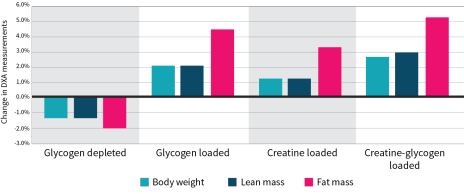 Change in DXA measurements
6.0%
5.0%
4.0%
3.0%
2.0%
1.0%
0.0%
-1.0%
-2.0%
-3.0%
Glycogen depleted
Glycogen loaded
Creatine loaded
Creatine-glycogen
loaded
Body weight
Lean mass
Fat mass